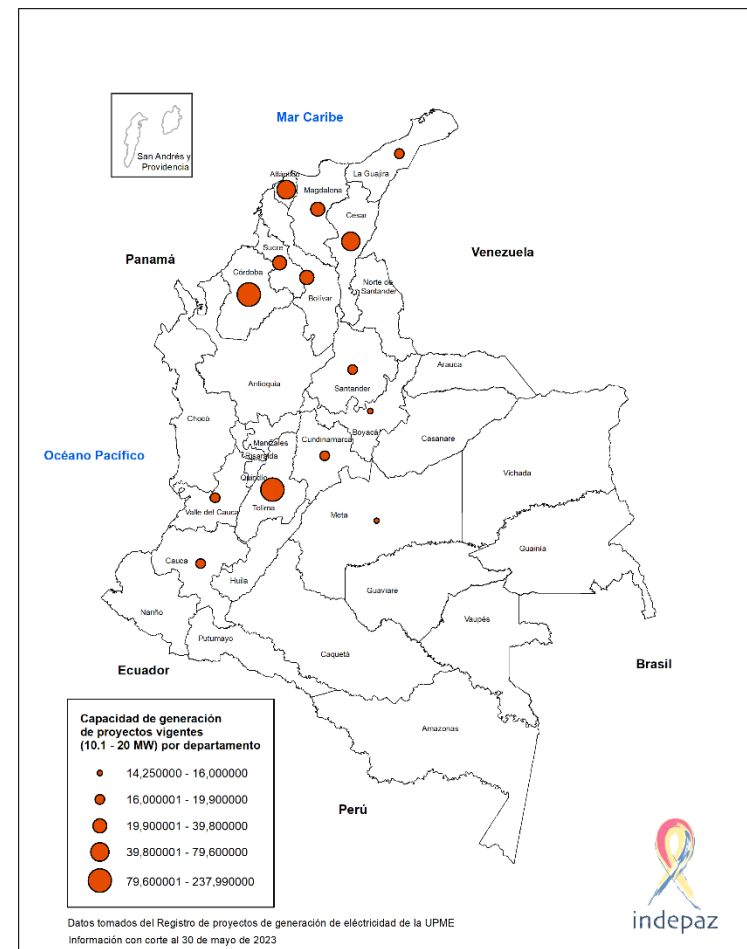 Mar Caribe
San Andrés y
Providencia
La Guajira
Atlántico
Magdalena
Cesar
Panamá
Venezuela
Sucre
Córdoba
Norte de
Santander
Bolívar
Arauca
Antioquia
Santander
Chocó
Boyacá
Casanare
Manizales
Cundinamarca
Risaralda
Océano Pacífico
Vichada
Quindío
Valle del Cauca
Tolima
Meta
Guainía
Cauca
Huila
Guaviare
Nariño
Vaupés
Putumayo
Caquetá
Ecuador
Brasil
Amazonas
Perú
Capacidad de generación
de proyectos vigentes
(10.1 - 20 MW) por departamento
14,250000 - 16,000000
16,000001 - 19,900000
19,900001 - 39,800000
39,800001 - 79,600000
79,600001 - 237,990000
indepaz
Datos tomados del Registro de proyectos de generación de eléctricidad de la UPME
Información con corte al 30 de mayo de 2023